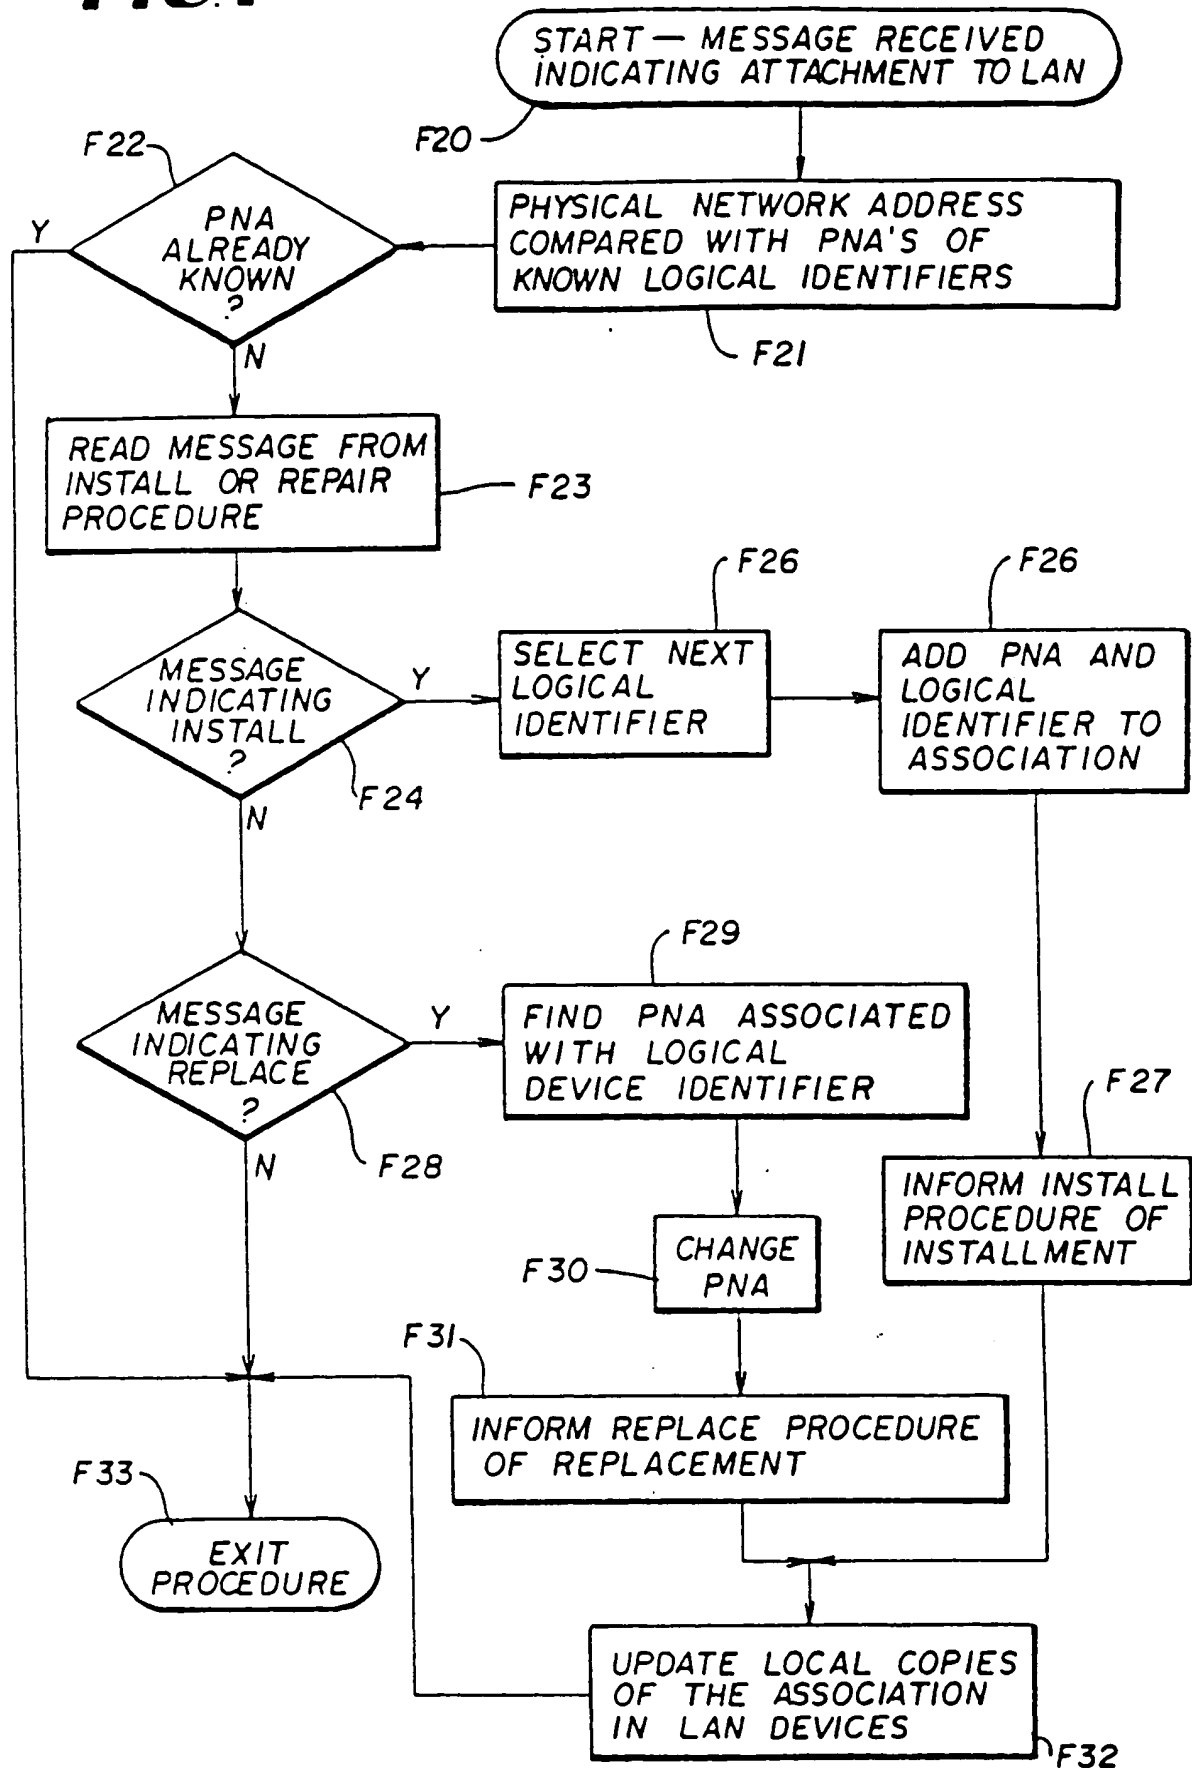 START — MESSAGE RECEIVED
INDICATING ATTACHMENT TO LAN
F20
F22
PHYSICAL NETWORK ADDRESS
COMPARED WITH PNA'S OF
KNOWN LOGICAL IDENTIFIERS
F21
PNA
ALREADY
KNOWN
?
Y
N
READ MESSAGE FROM
INSTALL OR REPAIR
PROCEDURE
F23
MESSAGE
INDICATING
INSTALL
?
Y
F24
N
F26
SELECT NEXT
LOGICAL
IDENTIFIER
F26
ADD PNA AND
LOGICAL
IDENTIFIER TO
ASSOCIATION
MESSAGE
INDICATING
REPLACE
?
Y
F28
N
F29
FIND PNA ASSOCIATED
WITH LOGICAL
DEVICE IDENTIFIER
F27
INFORM INSTALL
PROCEDURE OF
INSTALLMENT
F30
CHANGE
PNA
F31
INFORM REPLACE PROCEDURE
OF REPLACEMENT
F33
EXIT
PROCEDURE
UPDATE LOCAL COPIES
OF THE ASSOCIATION
IN LAN DEVICES
F32